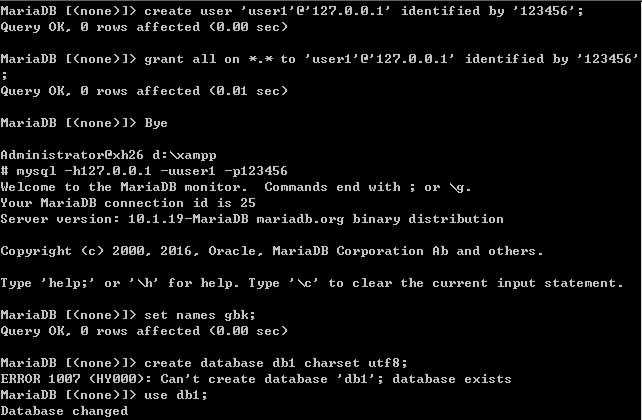 MariaDB [(none)]> create user 'user1'@'127.0.0.1' identified by '123456';
Query OK, 0 rows affected (0.00 sec)
MariaDB [(none)]> grant all on *.* to 'user1'@'127.0.0.1' identified by '123456'
;
Query OK, 0 rows affected (0.01 sec)
MariaDB [(none)]> Bye
Administrator@xh26 d:\xampp
# mysql -h127.0.0.1 -uuser1 -p123456
Welcome to the MariaDB monitor.  Commands end with ; or \g.
Your MariaDB connection id is 25
Server version: 10.1.19-MariaDB mariadb.org binary distribution
Copyright (c) 2000, 2016, Oracle, MariaDB Corporation Ab and others.
Type 'help;' or '\h' for help. Type '\c' to clear the current input statement.
MariaDB [(none)]> set names gbk;
Query OK, 0 rows affected (0.00 sec)
MariaDB [(none)]> create database db1 charset utf8;
ERROR 1007 (HY000): Can't create database 'db1'; database exists
MariaDB [(none)]> use db1;
Database changed